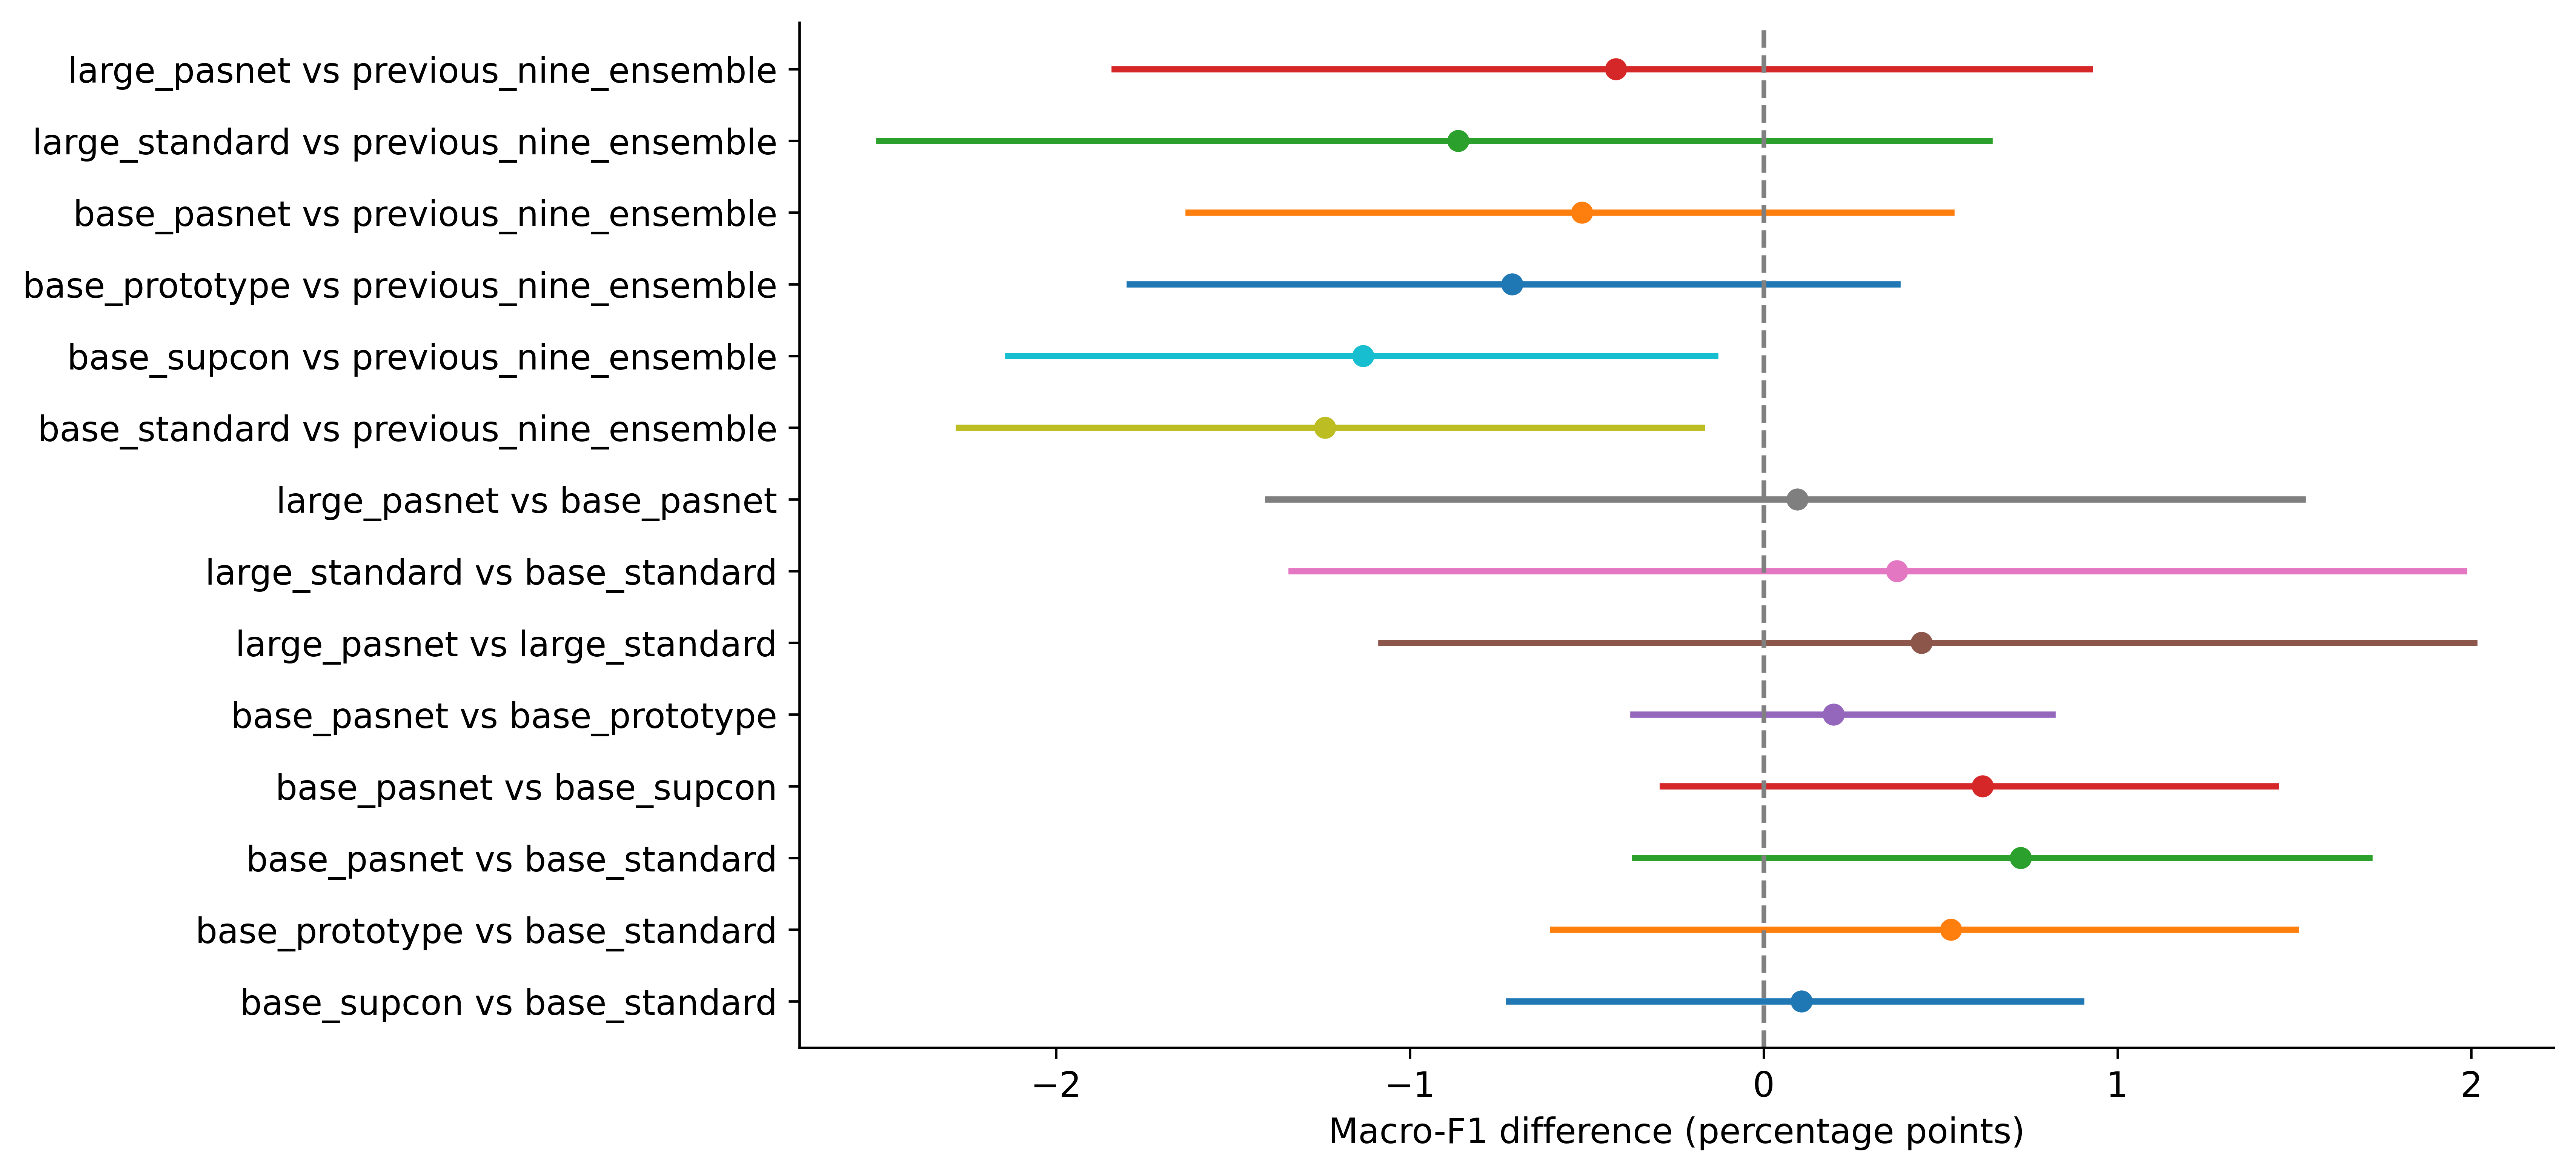 large_pasnet vs previous_nine_ensemble
large_standard vs previous_nine_ensemble
base_pasnet vs previous_nine_ensemble
base_prototype vs previous_nine_ensemble
base_supcon vs previous_nine_ensemble
base_standard vs previous_nine_ensemble
large_pasnet vs base_pasnet
large_standard vs base_standard
large_pasnet vs large_standard
base_pasnet vs base_prototype
base_pasnet vs base_supcon
base_pasnet vs base_standard
base_prototype vs base_standard
base_supcon vs base_standard
−2 −1 0 1 2
Macro-F1 difference (percentage points)